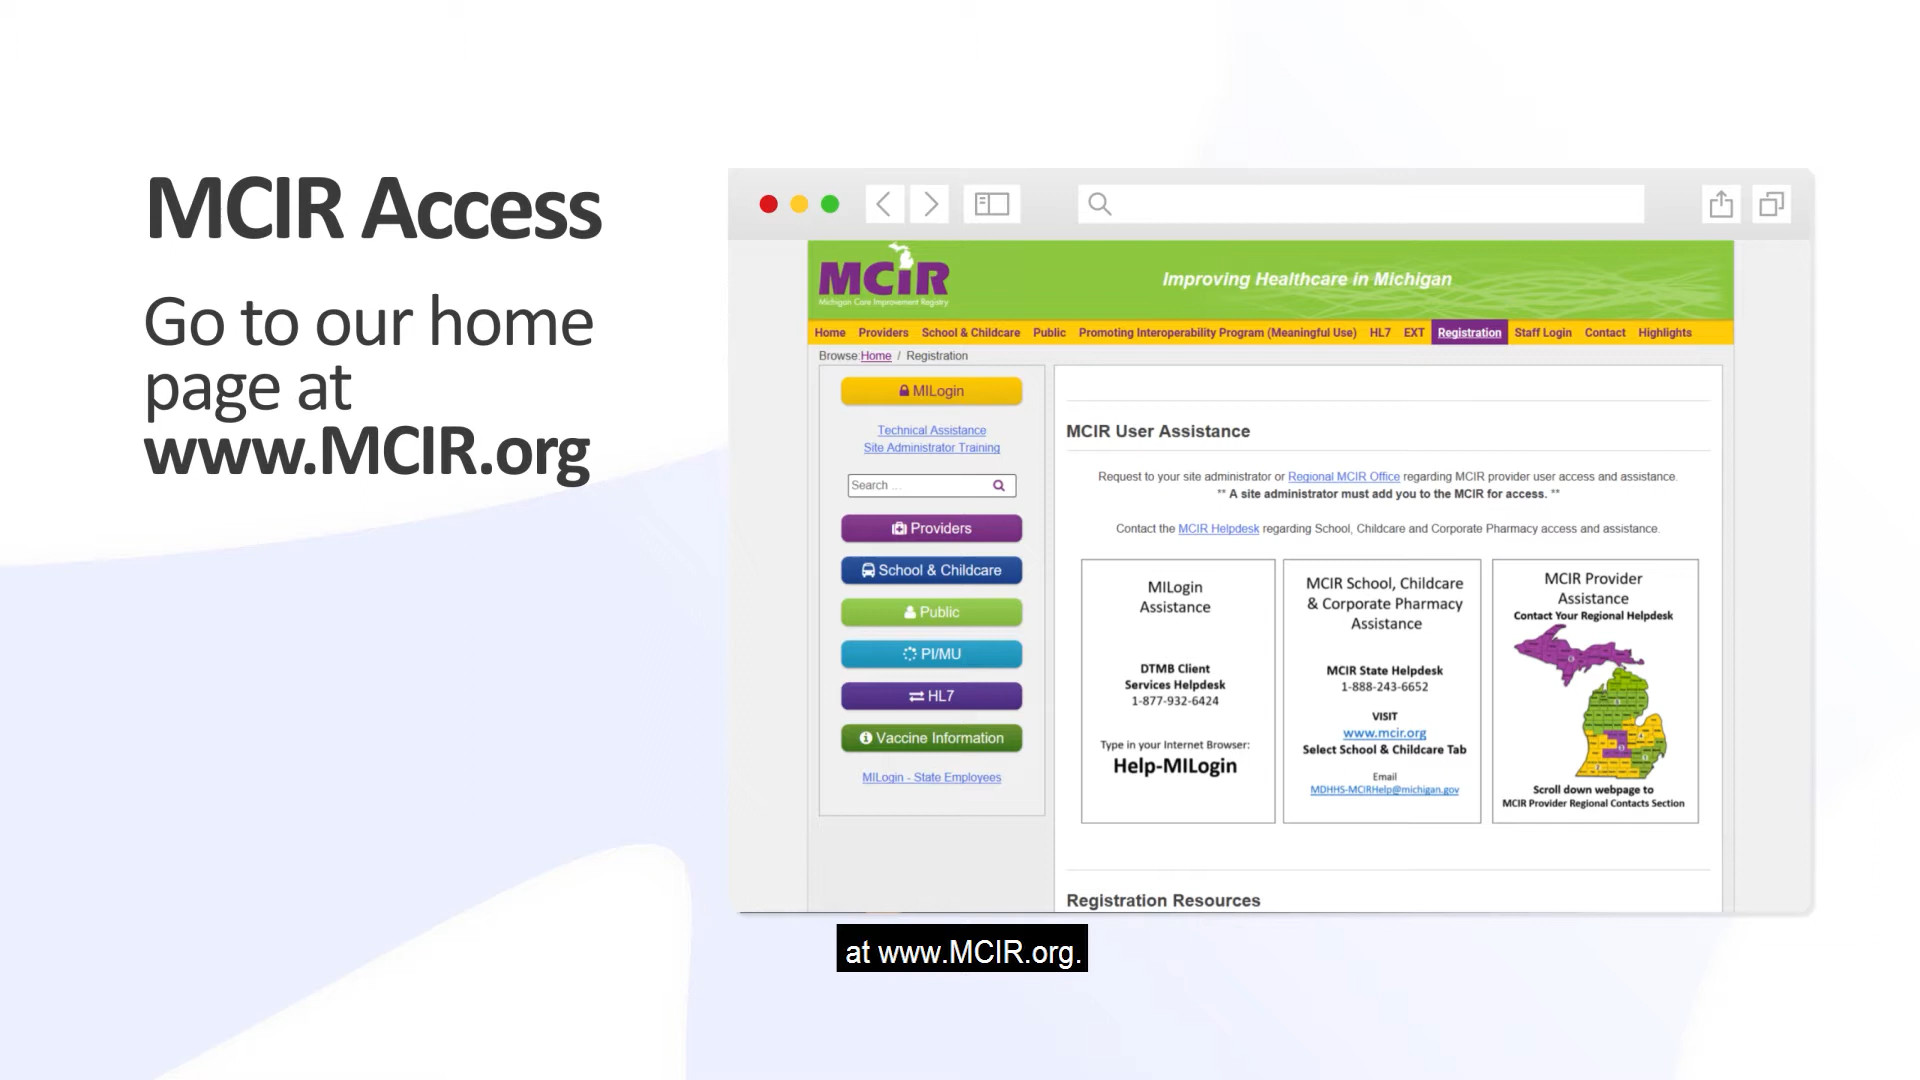 MCIR Access
Go to our home
page at
www.MCIR.org
MCiR
Michigan Care Improvement Registry
Improving Healthcare in Michigan
Home Providers School & Childcare Public Promoting Interoperability Program (Meaningful Use) HL7 EXT Registration Staff Login Contact Highlights
Browse Home / Registration
MILogin
Technical Assistance
Site Administrator Training
Search ...
Providers
School & Childcare
Public
PI/MU
HL7
Vaccine Information
MILogin - State Employees
MCIR User Assistance
Request to your site administrator or Regional MCIR Office regarding MCIR provider user access and assistance.
** A site administrator must add you to the MCIR for access. **
Contact the MCIR Helpdesk regarding School, Childcare and Corporate Pharmacy access and assistance.
MILogin
Assistance
DTMB Client
Services Helpdesk
1-877-932-6424
Type in your Internet Browser:
Help-MILogin
MCIR School, Childcare
& Corporate Pharmacy
Assistance
MCIR State Helpdesk
1-888-243-6652
VISIT
www.mcir.org
Select School & Childcare Tab
Email
MDHHS-MCIRHelp@michigan.gov
MCIR Provider
Assistance
Contact Your Regional Helpdesk
Scroll down webpage to
MCIR Provider Regional Contacts Section
Registration Resources
at www.MCIR.org.